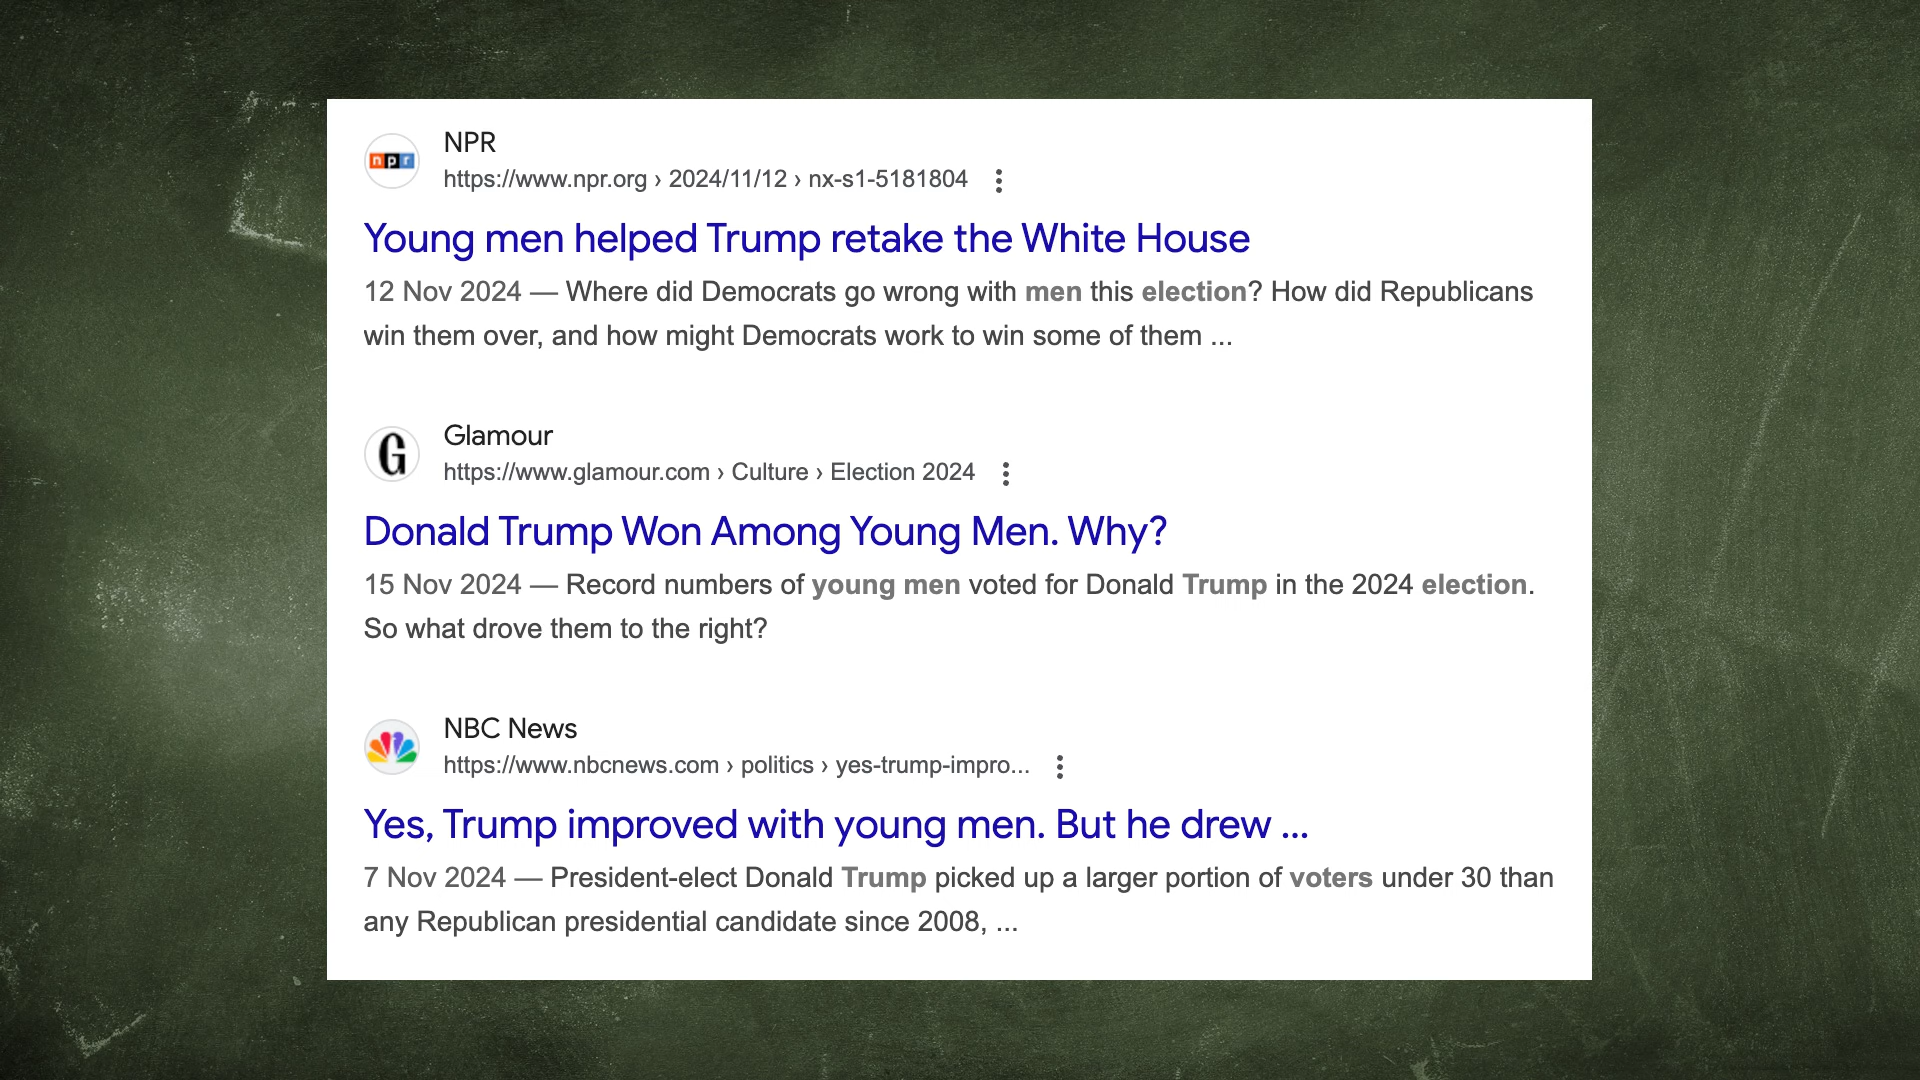 npr
NPR
https://www.npr.org › 2024/11/12 › nx-s1-5181804
Young men helped Trump retake the White House
12 Nov 2024 — Where did Democrats go wrong with men this election? How did Republicans
win them over, and how might Democrats work to win some of them ...
G
Glamour
https://www.glamour.com › Culture › Election 2024
Donald Trump Won Among Young Men. Why?
15 Nov 2024 — Record numbers of young men voted for Donald Trump in the 2024 election.
So what drove them to the right?
NBC News
https://www.nbcnews.com › politics › yes-trump-impro...
Yes, Trump improved with young men. But he drew ...
7 Nov 2024 — President-elect Donald Trump picked up a larger portion of voters under 30 than
any Republican presidential candidate since 2008, ...